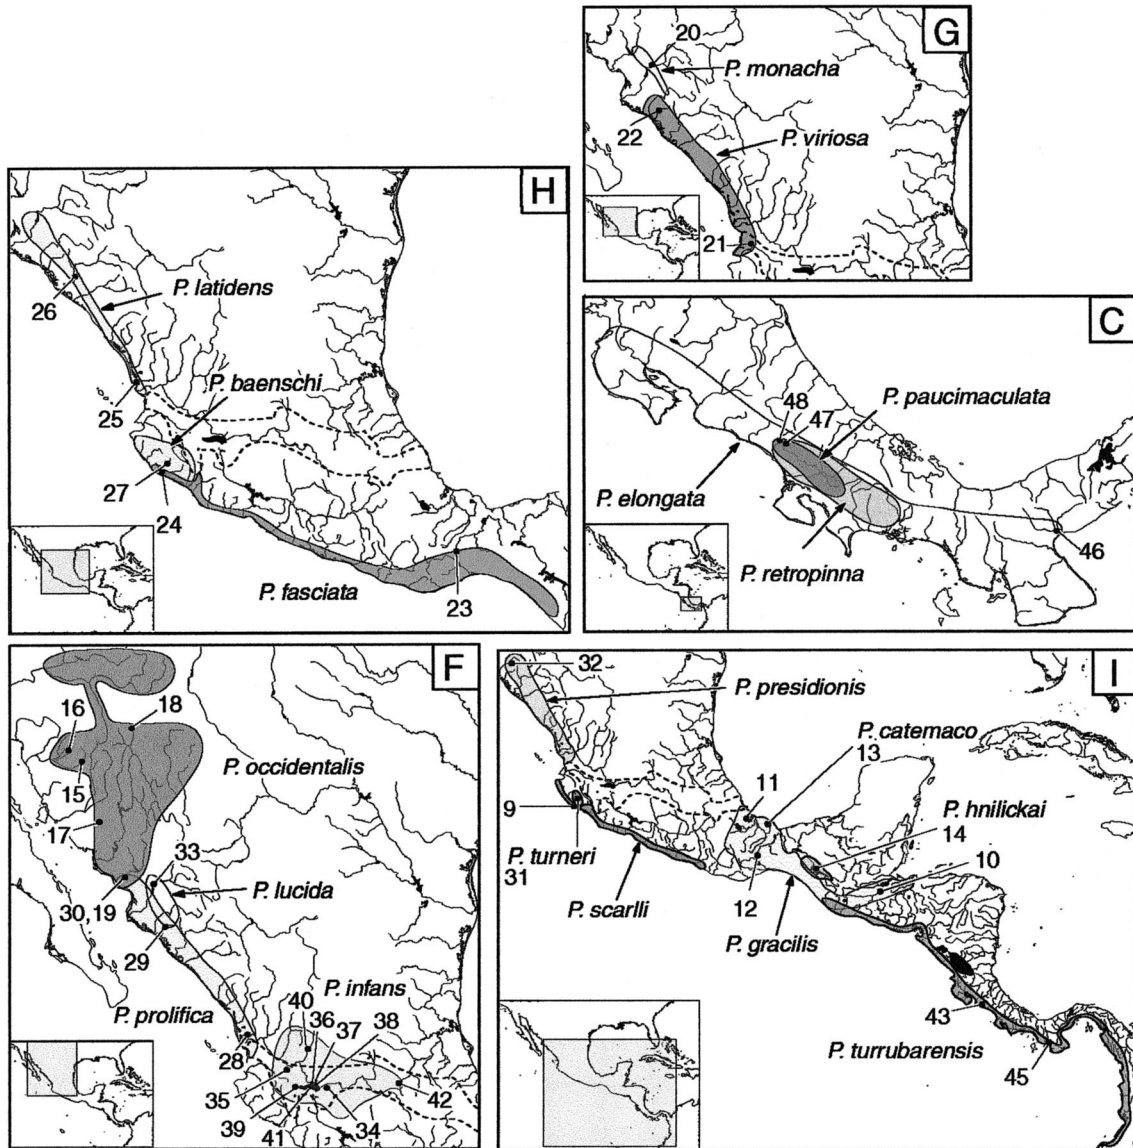 G
20
P. monacha
22
P. viriosa
21
H
26
P. latidens
P. baenschi
25
27
24
P. fasciata
23
C
48
47
P. paucimaculata
P. elongata
P. retropinna
46
F
16
18
15
P. occidentalis
17
33
30,19
P. lucida
29
P. infans
P. prolifica
40
36
37
38
28
35
39
41
34
42
I
32
P. presidionis
P. catemaco
13
11
P. hnilickai
14
9
10
P. turneri
31
12
P. scarlli
P. gracilis
43
P. turrubarensis
45